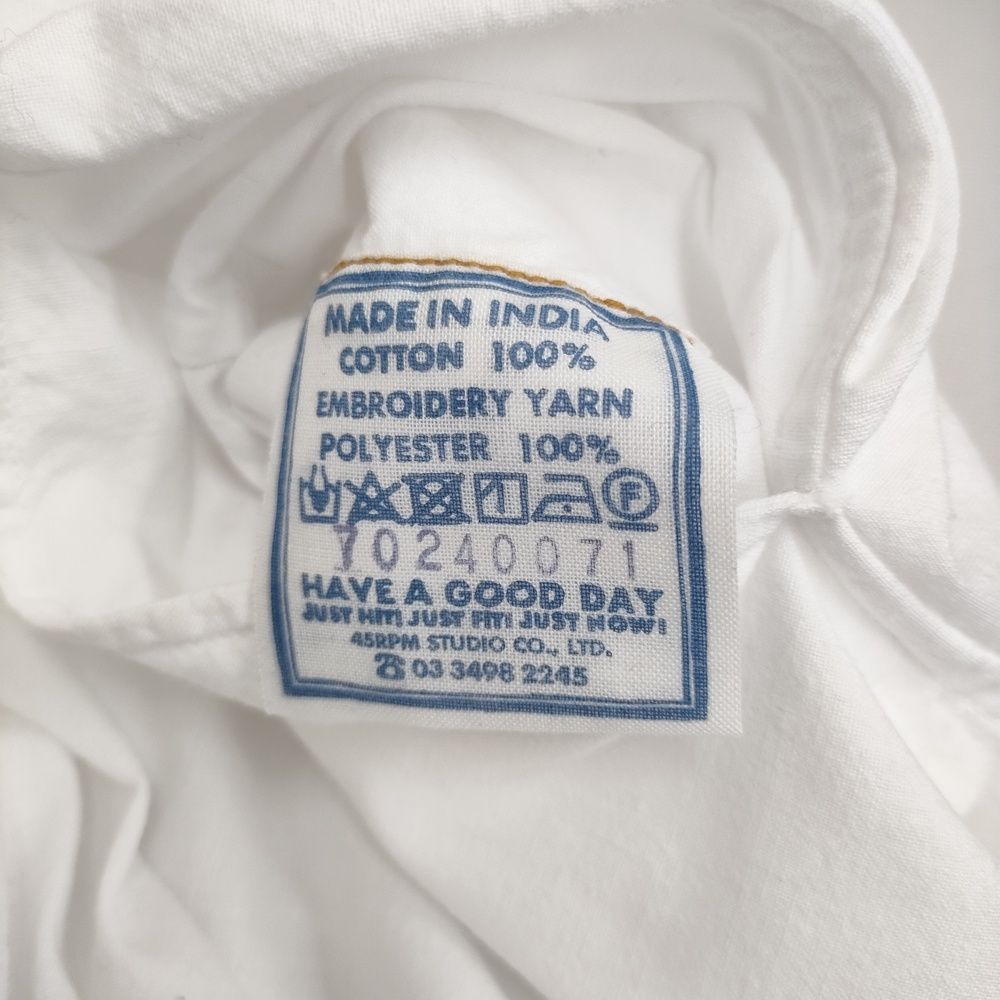 MADE IN INDIA
COTTON 100%
EMBROIDERY YARN
POLYESTER 100%
F
70240071
HAVE A GOOD DAY
JUST HIT! JUST FIT! JUST NOW!
45RPM STUDIO CO., LTD.
☎ 03 3498 2245